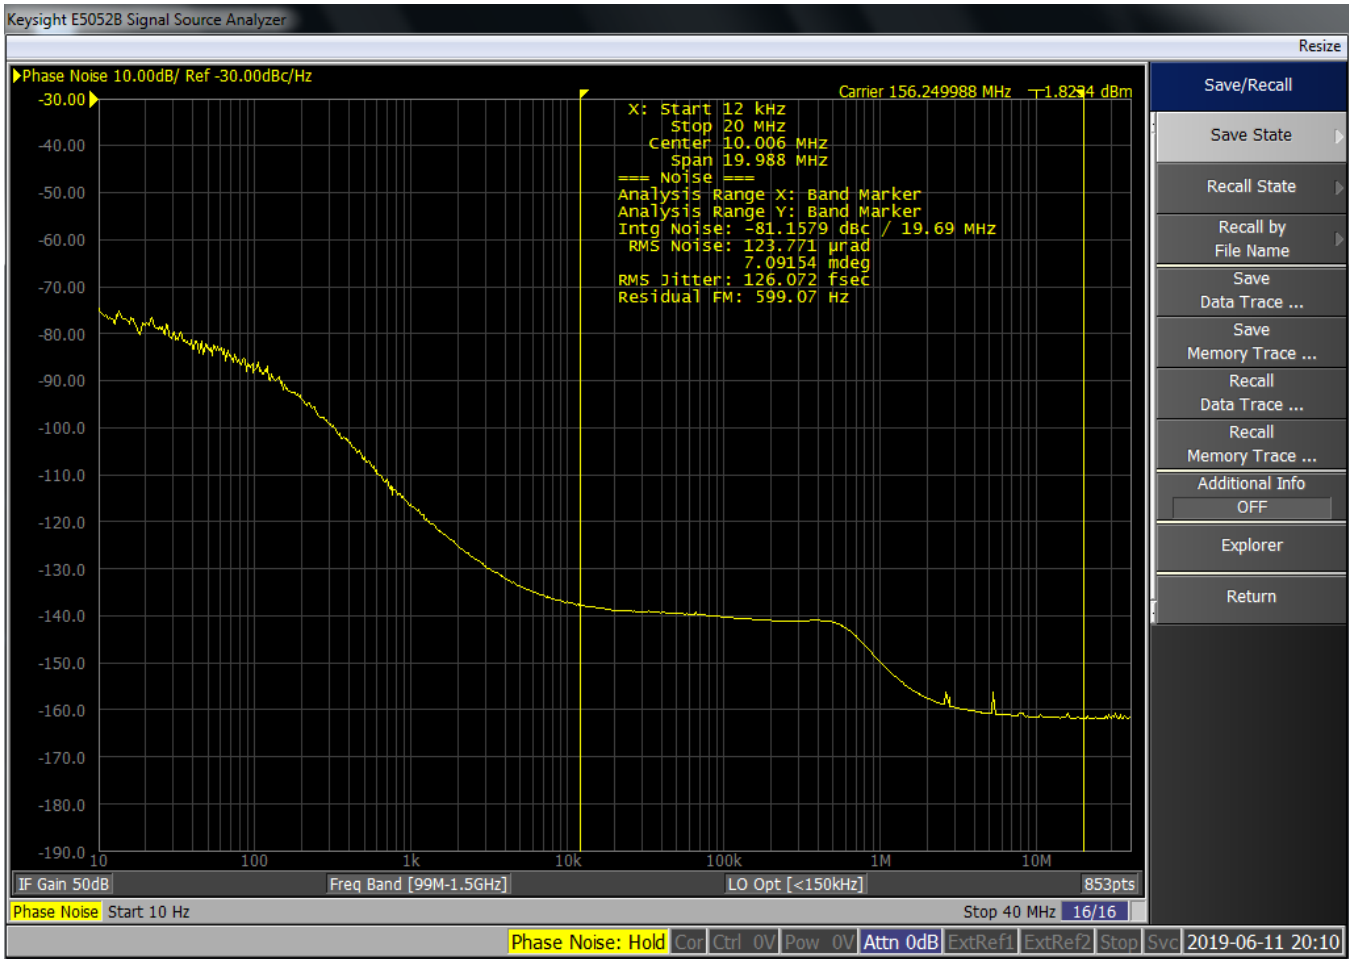 Keysight E5052B Signal Source Analyzer
Resize
Phase Noise 10.00dB/ Ref -30.00dBc/Hz
Carrier 156.249988 MHz
dBm
X: Start 12 kHz
Stop 20 MHz
Center 10.006 MHz
Span 19.988 MHz
=== Noise ===
Analysis Range X: Band Marker
Analysis Range Y: Band Marker
Intg Noise: -81.1579 dBc / 19.69 MHz
RMS Noise: 123.771 µrad
7.09154 mdeg
RMS Jitter: 126.072 fsec
Residual FM: 599.07 Hz
-30.00
-40.00
-50.00
-60.00
-70.00
-80.00
-90.00
-100.0
-110.0
-120.0
-130.0
-140.0
-150.0
-160.0
-170.0
-180.0
-190.0
10 100 1k 10k 100k 1M 10M
IF Gain 50dB Freq Band [99M-1.5GHz] LO Opt [<150kHz] 853pts
Phase Noise Start 10 Hz Stop 40 MHz 16/16
Save/Recall
Save State
Recall State
Recall by
File Name
Save
Data Trace ...
Save
Memory Trace ...
Recall
Data Trace ...
Recall
Memory Trace ...
Additional Info
OFF
Explorer
Return
Phase Noise: Hold Cor Ctrl 0V Pow 0V Attn 0dB ExtRef1 ExtRef2 Stop Svc 2019-06-11 20:10